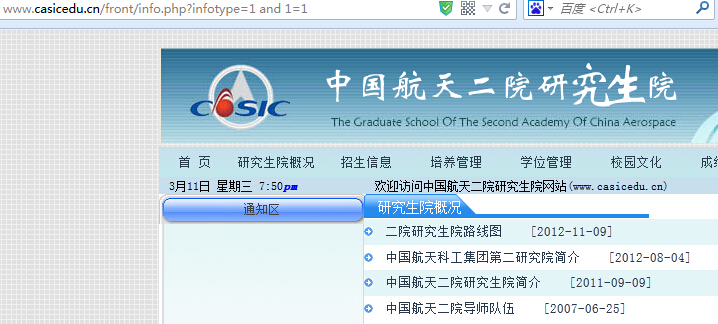 www.casicedu.cn/front/info.php?infotype=1 and 1=1
百度 <Ctrl+K>
CASIC
中国航天二院研究生院
The Graduate School Of The Second Academy Of China Aerospace
首 页 研究生院概况 招生信息 培养管理 学位管理 校园文化
3月11日 星期三 7:50pm 欢迎访问中国航天二院研究生院网站(www.casicedu.cn)
通知区 研究生院概况
二院研究生院路线图 [2012-11-09]
中国航天科工集团第二研究院简介 [2012-08-04]
中国航天二院研究生院简介 [2011-09-09]
中国航天二院导师队伍 [2007-06-25]